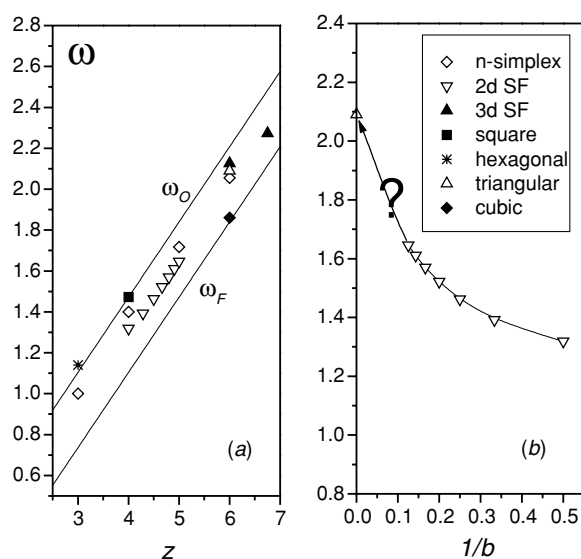 ω
2.8
2.6
2.4
2.2
2.0
1.8
1.6
1.4
1.2
1.0
0.8
0.6
ω_O
ω_F
(a)
3 4 5 6 7
z
2.4
2.2
2.0
1.8
1.6
1.4
1.2
1.0
0.8
n-simplex
2d SF
3d SF
square
hexagonal
triangular
cubic
?
(b)
0.0 0.1 0.2 0.3 0.4 0.5
1/b